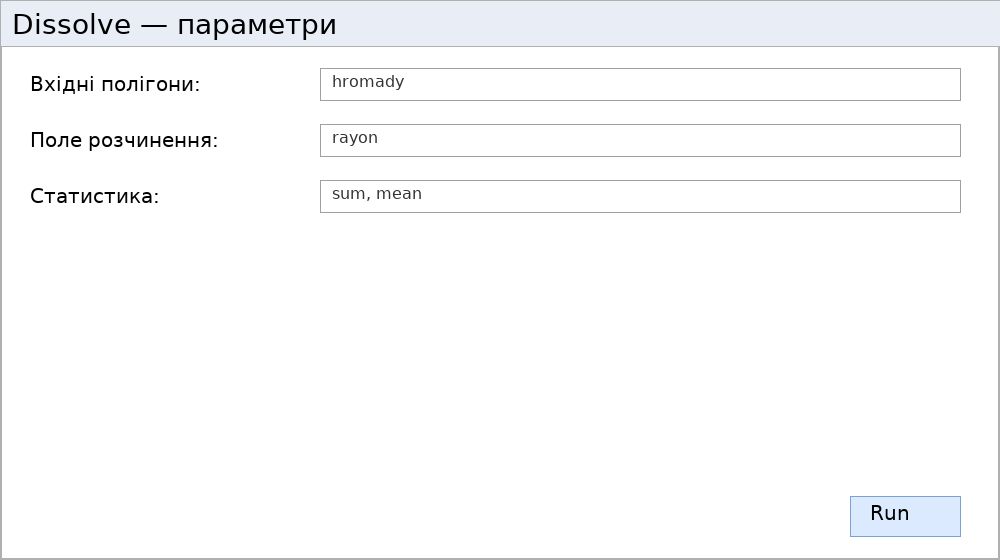 Dissolve — параметри
Вхідні полігони: hromady
Поле розчинення: rayon
Статистика: sum, mean
Run